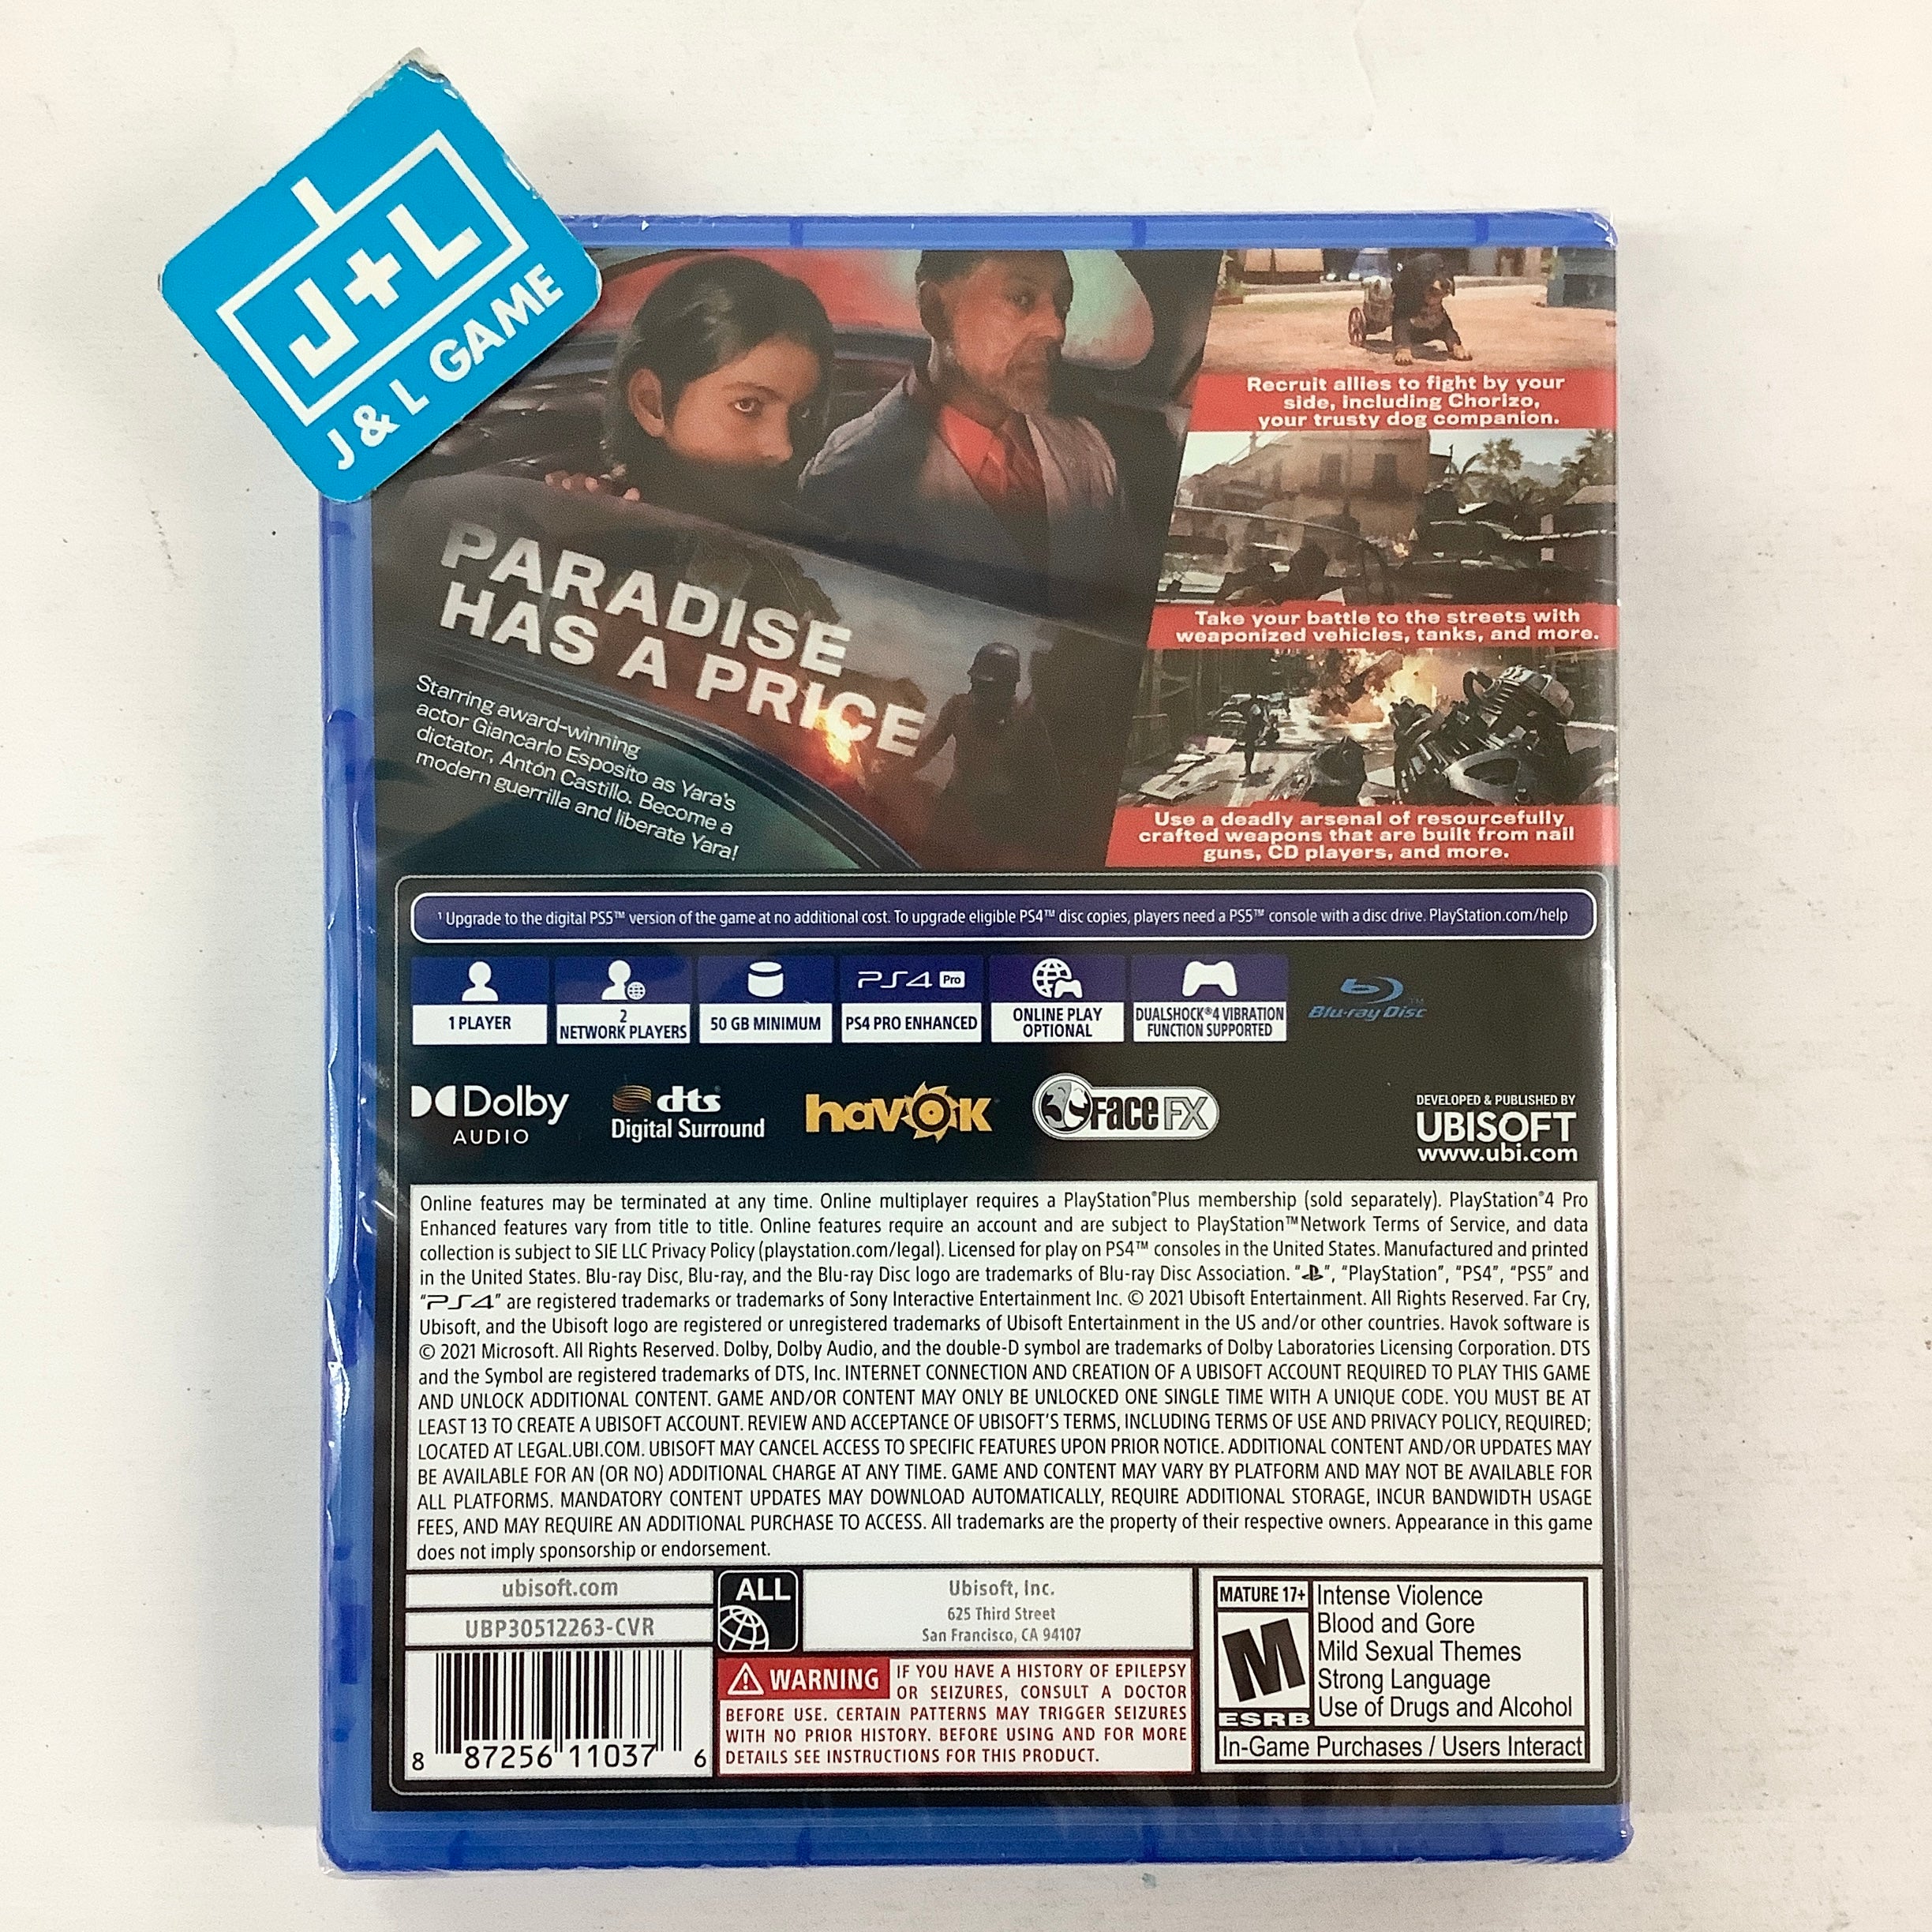 J+L
J & L GAME
PARADISE
HAS A PRICE
Starring award-winning
actor Giancarlo Esposito as Yara's
dictator, Antón Castillo. Become a
modern guerrilla and liberate Yara!
Recruit allies to fight by your
side, including Chorizo,
your trusty dog companion.
Take your battle to the streets with
weaponized vehicles, tanks, and more.
Use a deadly arsenal of resourcefully
crafted weapons that are built from nail
guns, CD players, and more.
¹ Upgrade to the digital PS5™ version of the game at no additional cost. To upgrade eligible PS4™ disc copies, players need a PS5™ console with a disc drive. PlayStation.com/help
1 PLAYER
2
NETWORK PLAYERS
50 GB MINIMUM
PS4 Pro
PS4 PRO ENHANCED
ONLINE PLAY
OPTIONAL
DUALSHOCK®4 VIBRATION
FUNCTION SUPPORTED
Blu-ray Disc™
Dolby
AUDIO
dts
Digital Surround
havok
FaceFX
DEVELOPED & PUBLISHED BY
UBISOFT
www.ubi.com
Online features may be terminated at any time. Online multiplayer requires a PlayStation®Plus membership (sold separately). PlayStation®4 Pro
Enhanced features vary from title to title. Online features require an account and are subject to PlayStation™Network Terms of Service, and data
collection is subject to SIE LLC Privacy Policy (playstation.com/legal). Licensed for play on PS4™ consoles in the United States. Manufactured and printed
in the United States. Blu-ray Disc, Blu-ray, and the Blu-ray Disc logo are trademarks of Blu-ray Disc Association. "", "PlayStation", "PS4", "PS5" and
"PS4" are registered trademarks or trademarks of Sony Interactive Entertainment Inc. © 2021 Ubisoft Entertainment. All Rights Reserved. Far Cry,
Ubisoft, and the Ubisoft logo are registered or unregistered trademarks of Ubisoft Entertainment in the US and/or other countries. Havok software is
© 2021 Microsoft. All Rights Reserved. Dolby, Dolby Audio, and the double-D symbol are trademarks of Dolby Laboratories Licensing Corporation. DTS
and the Symbol are registered trademarks of DTS, Inc. INTERNET CONNECTION AND CREATION OF A UBISOFT ACCOUNT REQUIRED TO PLAY THIS GAME
AND UNLOCK ADDITIONAL CONTENT. GAME AND/OR CONTENT MAY ONLY BE UNLOCKED ONE SINGLE TIME WITH A UNIQUE CODE. YOU MUST BE AT
LEAST 13 TO CREATE A UBISOFT ACCOUNT. REVIEW AND ACCEPTANCE OF UBISOFT'S TERMS, INCLUDING TERMS OF USE AND PRIVACY POLICY, REQUIRED;
LOCATED AT LEGAL.UBI.COM. UBISOFT MAY CANCEL ACCESS TO SPECIFIC FEATURES UPON PRIOR NOTICE. ADDITIONAL CONTENT AND/OR UPDATES MAY
BE AVAILABLE FOR AN (OR NO) ADDITIONAL CHARGE AT ANY TIME. GAME AND CONTENT MAY VARY BY PLATFORM AND MAY NOT BE AVAILABLE FOR
ALL PLATFORMS. MANDATORY CONTENT UPDATES MAY DOWNLOAD AUTOMATICALLY, REQUIRE ADDITIONAL STORAGE, INCUR BANDWIDTH USAGE
FEES, AND MAY REQUIRE AN ADDITIONAL PURCHASE TO ACCESS. All trademarks are the property of their respective owners. Appearance in this game
does not imply sponsorship or endorsement.
ubisoft.com
UBP30512263-CVR
8 87256 11037 6
ALL
Ubisoft, Inc.
625 Third Street
San Francisco, CA 94107
WARNING IF YOU HAVE A HISTORY OF EPILEPSY
OR SEIZURES, CONSULT A DOCTOR
BEFORE USE. CERTAIN PATTERNS MAY TRIGGER SEIZURES
WITH NO PRIOR HISTORY. BEFORE USING AND FOR MORE
DETAILS SEE INSTRUCTIONS FOR THIS PRODUCT.
MATURE 17+
M
ESRB
Intense Violence
Blood and Gore
Mild Sexual Themes
Strong Language
Use of Drugs and Alcohol
In-Game Purchases / Users Interact